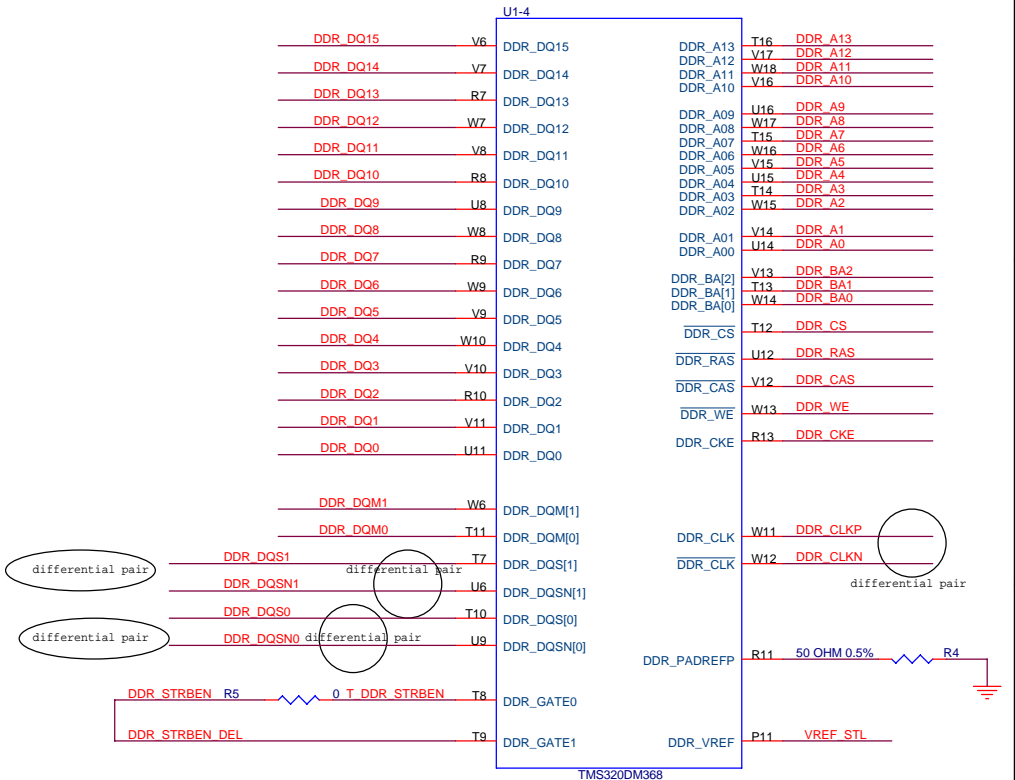 U1-4
DDR_DQ15 V6 DDR_DQ15
DDR_DQ14 V7 DDR_DQ14
DDR_DQ13 R7 DDR_DQ13
DDR_DQ12 W7 DDR_DQ12
DDR_DQ11 V8 DDR_DQ11
DDR_DQ10 R8 DDR_DQ10
DDR_DQ9 U8 DDR_DQ9
DDR_DQ8 W8 DDR_DQ8
DDR_DQ7 R9 DDR_DQ7
DDR_DQ6 W9 DDR_DQ6
DDR_DQ5 V9 DDR_DQ5
DDR_DQ4 W10 DDR_DQ4
DDR_DQ3 V10 DDR_DQ3
DDR_DQ2 R10 DDR_DQ2
DDR_DQ1 V11 DDR_DQ1
DDR_DQ0 U11 DDR_DQ0
DDR_DQM1 W6 DDR_DQM[1]
DDR_DQM0 T11 DDR_DQM[0]
DDR_DQS1 T7 DDR_DQS[1]
differential pair differential pair
DDR_DQSN1 U6 DDR_DQSN[1]
DDR_DQS0 T10 DDR_DQS[0]
differential pair DDR_DQSN0 differential pair U9 DDR_DQSN[0]
DDR_STRBEN R5 0 T_DDR_STRBEN T8 DDR_GATE0
DDR_STRBEN_DEL T9 DDR_GATE1
DDR_A13 T16 DDR_A13
DDR_A12 V17 DDR_A12
DDR_A11 W18 DDR_A11
DDR_A10 V16 DDR_A10
DDR_A09 U16 DDR_A9
DDR_A08 W17 DDR_A8
DDR_A07 T15 DDR_A7
DDR_A06 W16 DDR_A6
DDR_A05 V15 DDR_A5
DDR_A04 U15 DDR_A4
DDR_A03 T14 DDR_A3
DDR_A02 W15 DDR_A2
DDR_A01 V14 DDR_A1
DDR_A00 U14 DDR_A0
DDR_BA[2] V13 DDR_BA2
DDR_BA[1] T13 DDR_BA1
DDR_BA[0] W14 DDR_BA0
DDR_CS T12 DDR_CS
DDR_RAS U12 DDR_RAS
DDR_CAS V12 DDR_CAS
DDR_WE W13 DDR_WE
DDR_CKE R13 DDR_CKE
DDR_CLK W11 DDR_CLKP
DDR_CLK W12 DDR_CLKN
differential pair
DDR_PADREFP R11 50 OHM 0.5% R4
DDR_VREF P11 VREF_STL
TMS320DM368